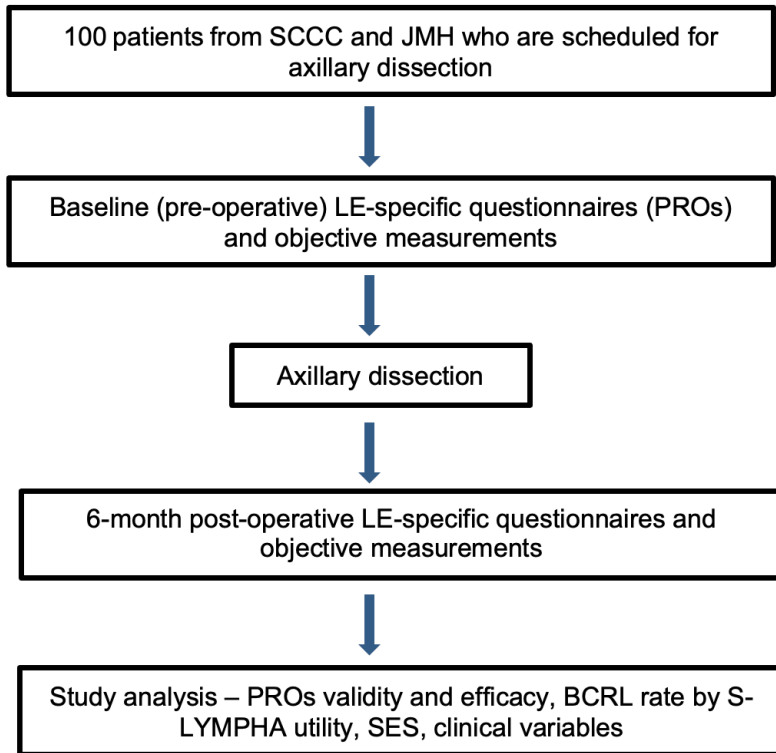 100 patients from SCCC and JMH who are scheduled for
axillary dissection
Baseline (pre-operative) LE-specific questionnaires (PROs)
and objective measurements
Axillary dissection
6-month post-operative LE-specific questionnaires and
objective measurements
Study analysis – PROs validity and efficacy, BCRL rate by S-
LYMPHA utility, SES, clinical variables